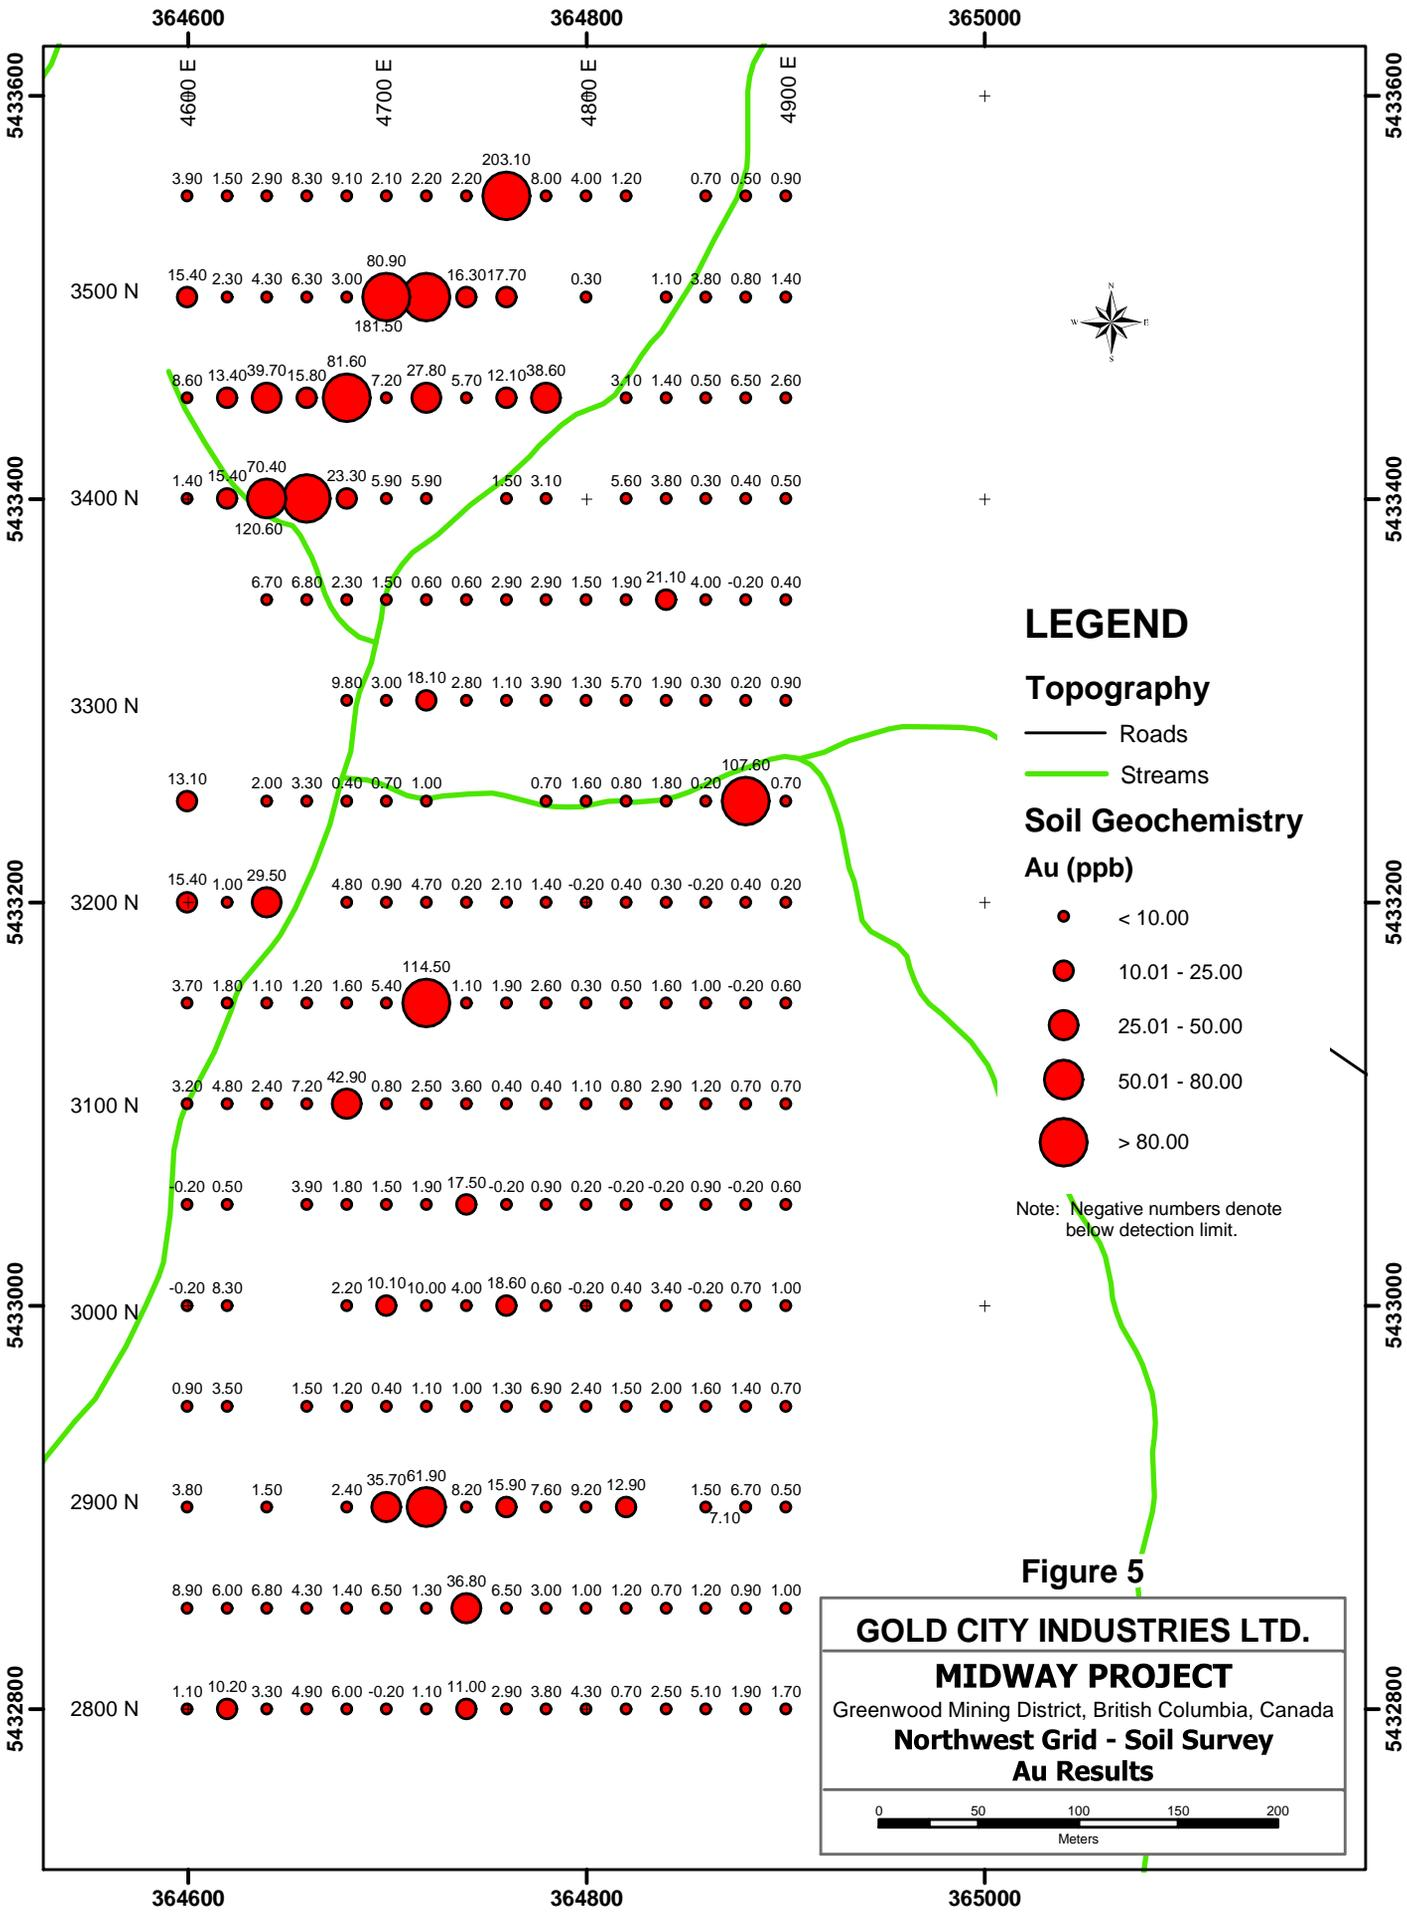 364600 364800 365000
4600 E 4700 E 4800 E 4900 E
5433600 5433600
203.10
3.90 1.50 2.90 8.30 9.10 2.10 2.20 2.20 8.00 4.00 1.20 0.70 0.50 0.90
80.90
15.40 2.30 4.30 6.30 3.00 16.30 17.70 0.30 1.10 3.80 0.80 1.40
3500 N
181.50
N
W E
S
81.60
8.60 13.40 39.70 15.80 7.20 27.80 5.70 12.10 38.60 3.10 1.40 0.50 6.50 2.60
70.40
1.40 15.40 23.30 5.90 5.90 1.50 3.10 5.60 3.80 0.30 0.40 0.50
5433400 3400 N 5433400
120.60
6.70 6.80 2.30 1.50 0.60 0.60 2.90 2.90 1.50 1.90 21.10 4.00 -0.20 0.40
9.80 3.00 18.10 2.80 1.10 3.90 1.30 5.70 1.90 0.30 0.20 0.90
3300 N
107.60
13.10 2.00 3.30 0.40 0.70 1.00 0.70 1.60 0.80 1.80 0.20 0.70
15.40 1.00 29.50 4.80 0.90 4.70 0.20 2.10 1.40 -0.20 0.40 0.30 -0.20 0.40 0.20
5433200 3200 N 5433200
114.50
3.70 1.80 1.10 1.20 1.60 5.40 1.10 1.90 2.60 0.30 0.50 1.60 1.00 -0.20 0.60
42.90
3.20 4.80 2.40 7.20 0.80 2.50 3.60 0.40 0.40 1.10 0.80 2.90 1.20 0.70 0.70
3100 N
-0.20 0.50 3.90 1.80 1.50 1.90 17.50 -0.20 0.90 0.20 -0.20 -0.20 0.90 -0.20 0.60
-0.20 8.30 2.20 10.10 10.00 4.00 18.60 0.60 -0.20 0.40 3.40 -0.20 0.70 1.00
5433000 3000 N 5433000
0.90 3.50 1.50 1.20 0.40 1.10 1.00 1.30 6.90 2.40 1.50 2.00 1.60 1.40 0.70
3.80 1.50 2.40 35.70 61.90 8.20 15.90 7.60 9.20 12.90 1.50 6.70 0.50
2900 N
7.10
36.80
8.90 6.00 6.80 4.30 1.40 6.50 1.30 6.50 3.00 1.00 1.20 0.70 1.20 0.90 1.00
1.10 10.20 3.30 4.90 6.00 -0.20 1.10 11.00 2.90 3.80 4.30 0.70 2.50 5.10 1.90 1.70
5432800 2800 N 5432800
LEGEND
Topography
Roads
Streams
Soil Geochemistry
Au (ppb)
< 10.00
10.01 - 25.00
25.01 - 50.00
50.01 - 80.00
> 80.00
Note: Negative numbers denote
below detection limit.
Figure 5
GOLD CITY INDUSTRIES LTD.
MIDWAY PROJECT
Greenwood Mining District, British Columbia, Canada
Northwest Grid - Soil Survey
Au Results
0 50 100 150 200
Meters
364600 364800 365000